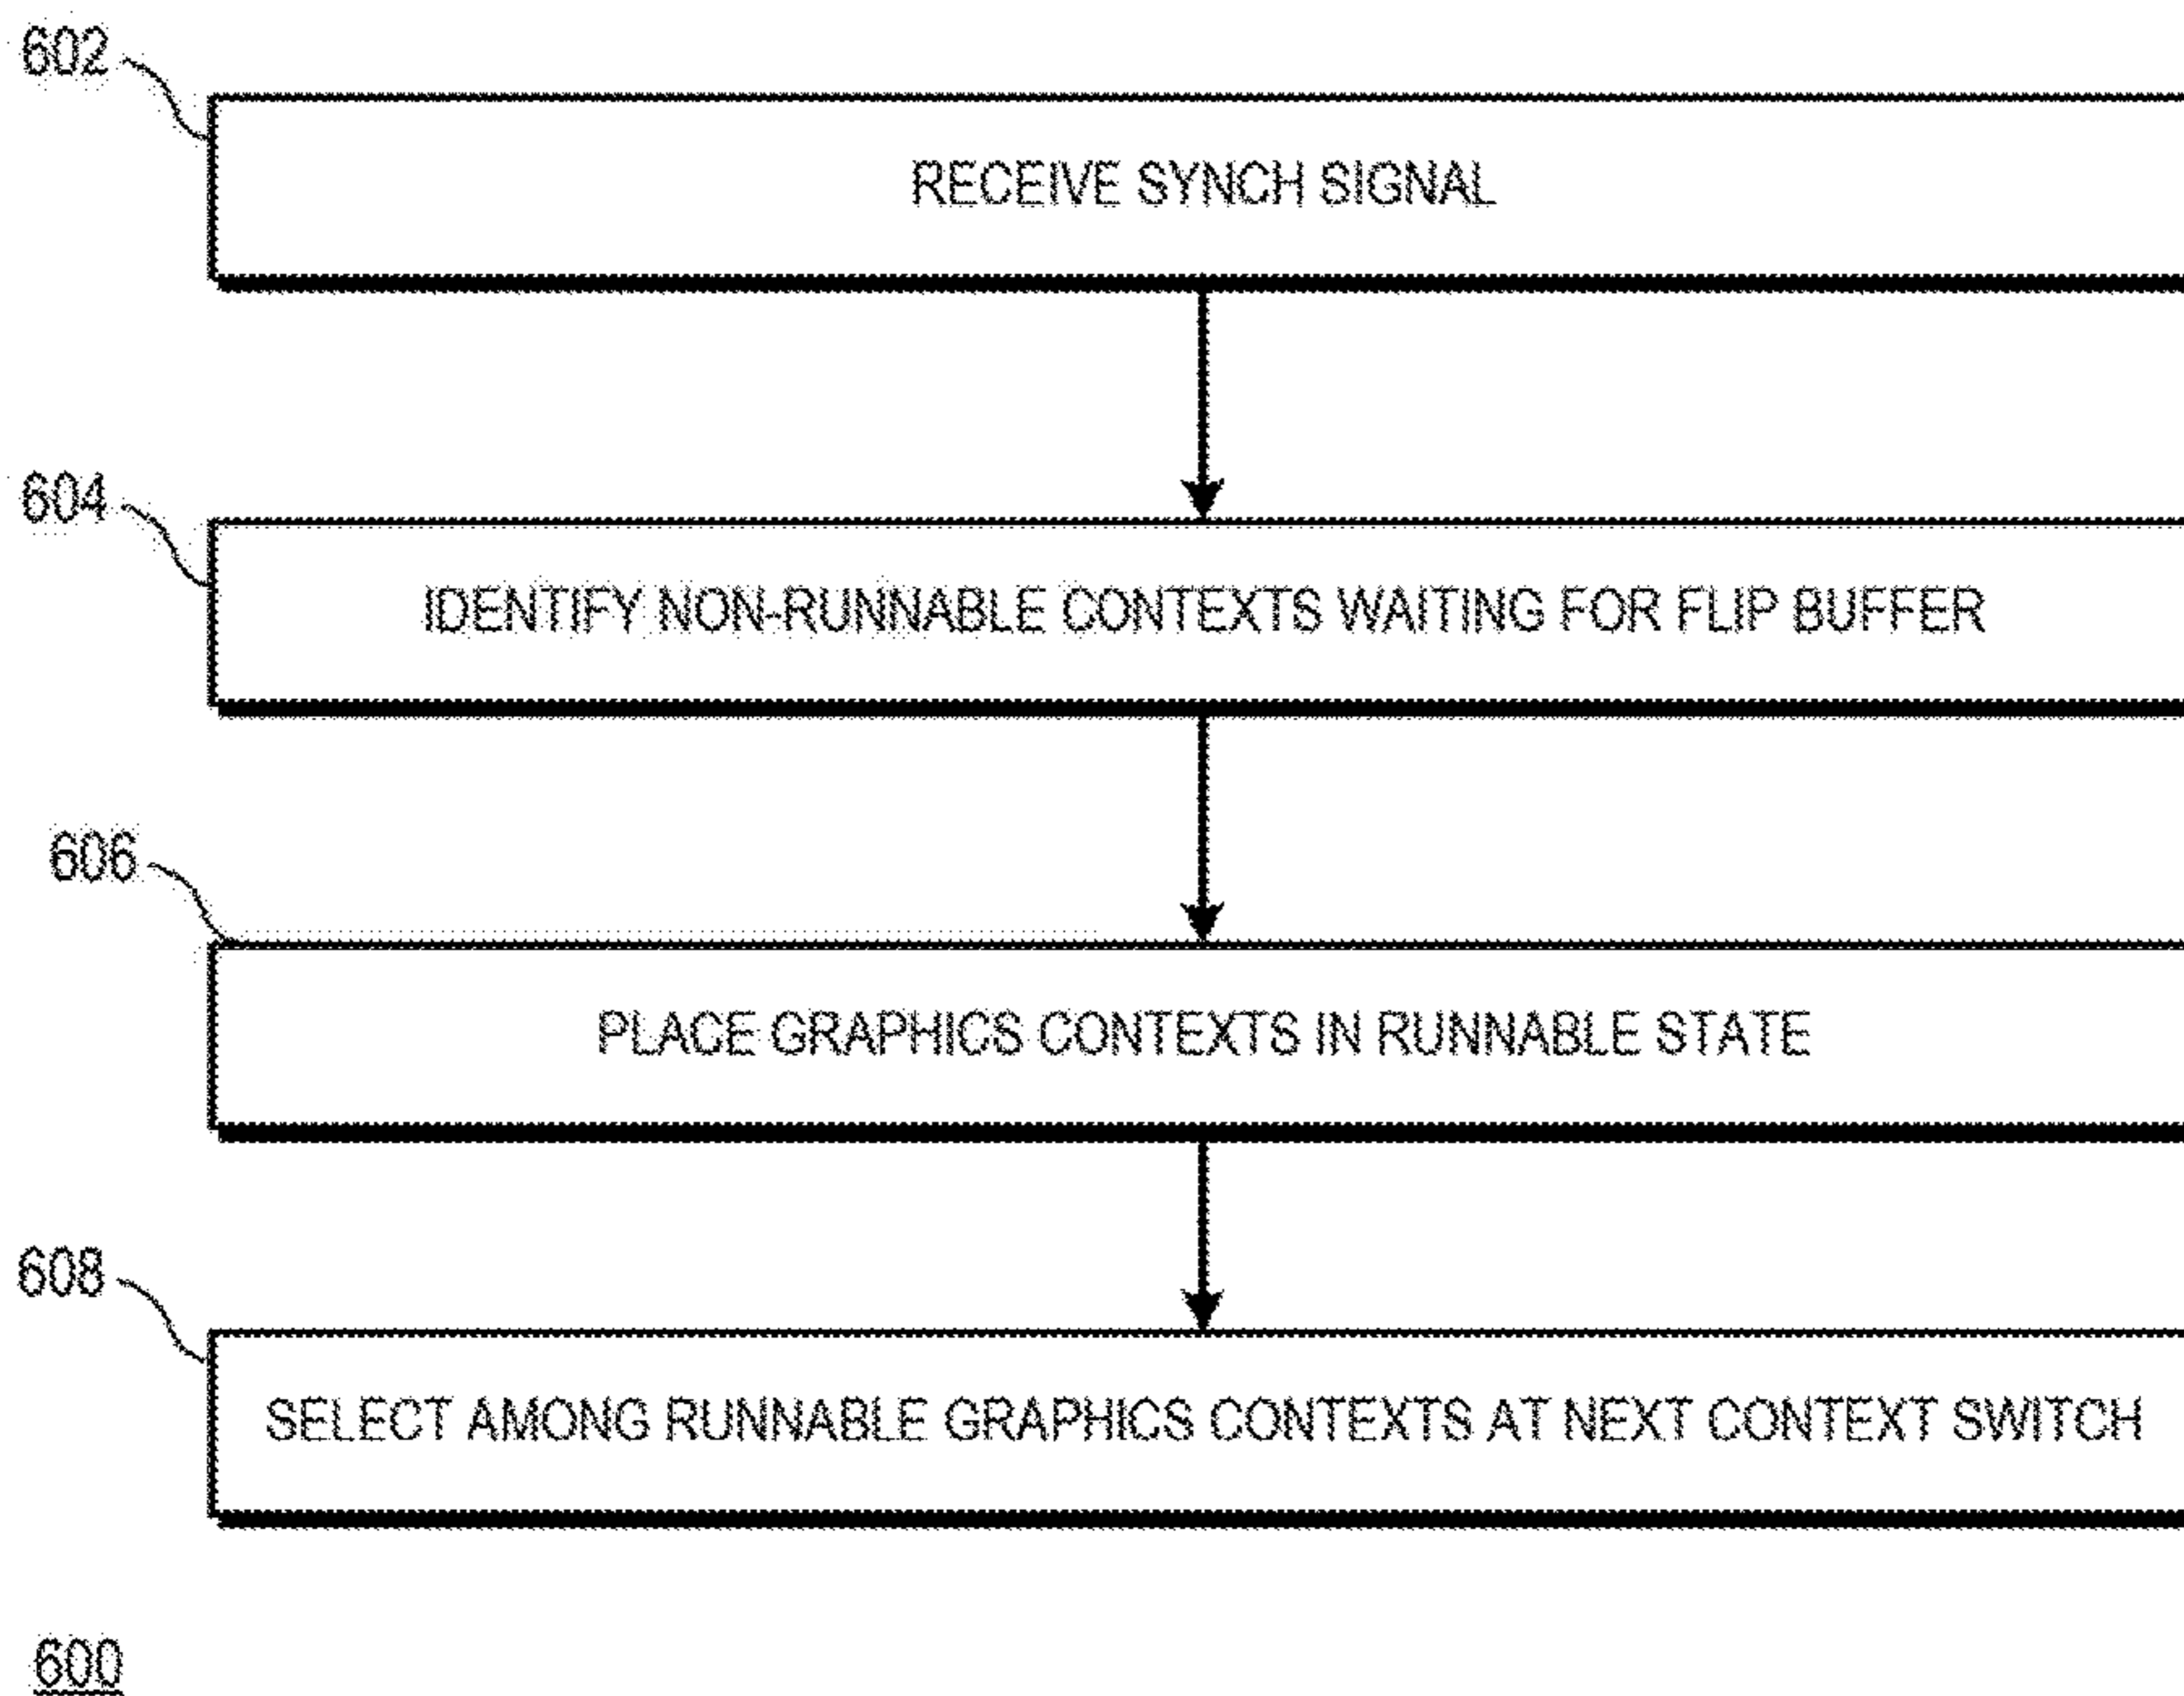 602
RECEIVE SYNCH SIGNAL
604
IDENTIFY NON-RUNNABLE CONTEXTS WAITING FOR FLIP BUFFER
606
PLACE GRAPHICS CONTEXTS IN RUNNABLE STATE
608
SELECT AMONG RUNNABLE GRAPHICS CONTEXTS AT NEXT CONTEXT SWITCH
600